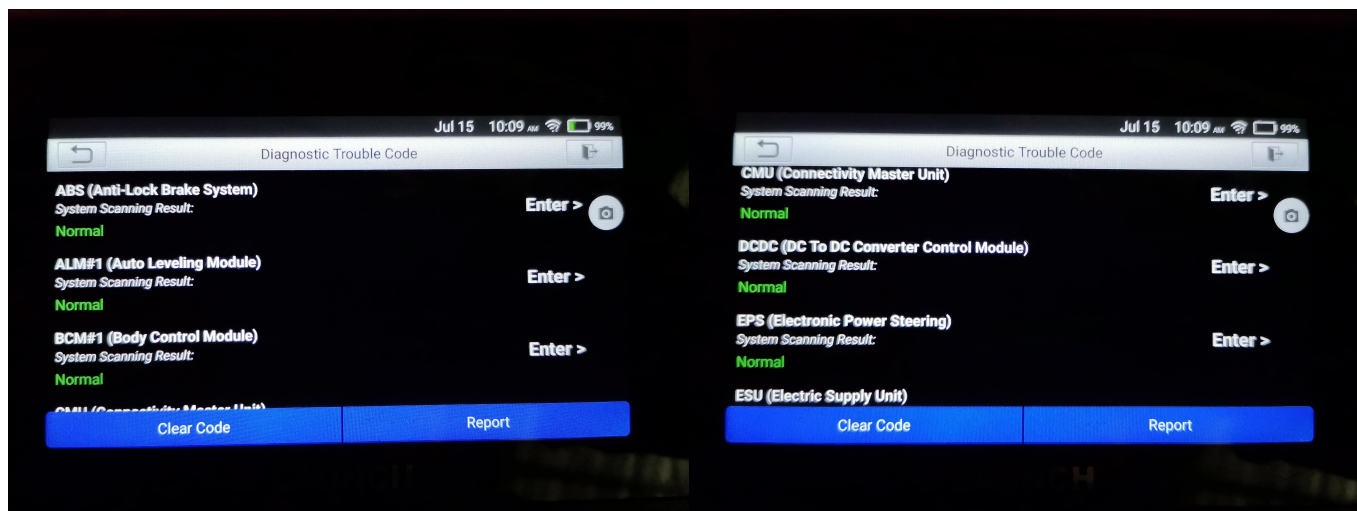 Jul 15 10:09 AM 99%
Diagnostic Trouble Code
ABS (Anti-Lock Brake System)
System Scanning Result:
Enter >
Normal
ALM#1 (Auto Leveling Module)
System Scanning Result:
Enter >
Normal
BCM#1 (Body Control Module)
System Scanning Result:
Enter >
Normal
CMU (Connectivity Master Unit)
Clear Code
Report
Jul 15 10:09 AM 99%
Diagnostic Trouble Code
CMU (Connectivity Master Unit)
System Scanning Result:
Enter >
Normal
DCDC (DC To DC Converter Control Module)
System Scanning Result:
Enter >
Normal
EPS (Electronic Power Steering)
System Scanning Result:
Enter >
Normal
ESU (Electric Supply Unit)
Clear Code
Report